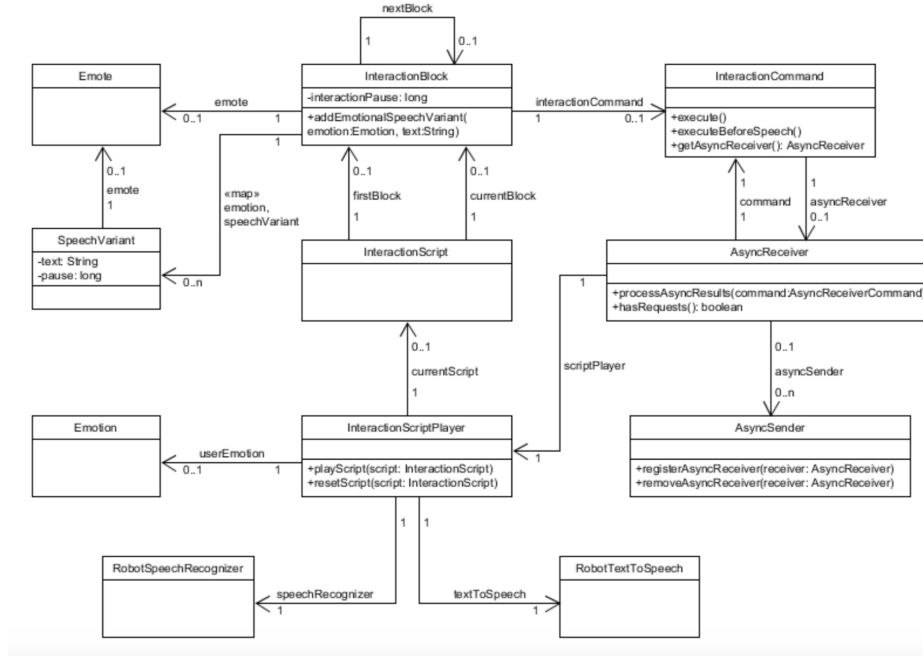 nextBlock
1
0..1
Emote
InteractionBlock
-interactionPause: long
+addEmotionalSpeechVariant(
emotion:Emotion, text:String)
InteractionCommand
+execute()
+executeBeforeSpeech()
+getAsyncReceiver(): AsyncReceiver
emote
0..1
1
interactionCommand
1
0..1
1
0..1
emote
1
«map»
emotion,
speechVariant
0..n
0..1
firstBlock
1
0..1
currentBlock
1
1
command
1
1
asyncReceiver
0..1
SpeechVariant
-text: String
-pause: long
InteractionScript
AsyncReceiver
+processAsyncResults(command:AsyncReceiverCommand)
+hasRequests(): boolean
1
scriptPlayer
1
0..1
currentScript
1
0..1
asyncSender
0..n
Emotion
InteractionScriptPlayer
+playScript(script: InteractionScript)
+resetScript(script: InteractionScript)
AsyncSender
+registerAsyncReceiver(receiver: AsyncReceiver)
+removeAsyncReceiver(receiver: AsyncReceiver)
userEmotion
0..1
1
1
1
RobotSpeechRecognizer
RobotTextToSpeech
speechRecognizer
1
textToSpeech
1